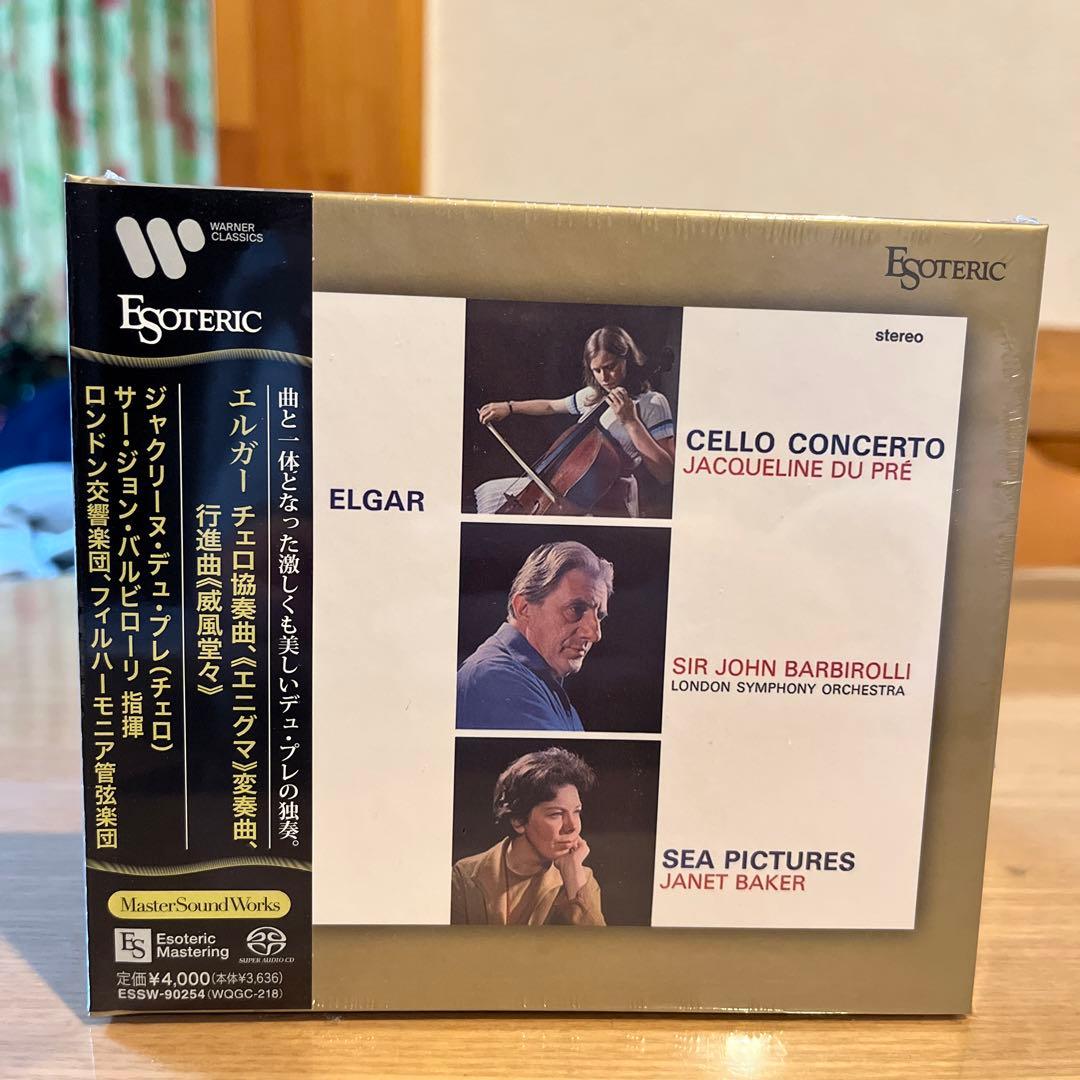 WARNER
CLASSICS
ESOTERIC
曲と一体となった激しくも美しいデュ・プレの独奏。
エルガー チェロ協奏曲、《エニグマ》変奏曲、
行進曲《威風堂々》
ジャクリーヌ・デュ・プレ(チェロ)
サー・ジョン・バルビローリ 指揮
ロンドン交響楽団、フィルハーモニア管弦楽団
MasterSoundWorks
ES Esoteric
Mastering
SUPER AUDIO CD
定価¥4,000(本体¥3,636)
ESSW-90254(WQGC-218)
ESOTERIC
stereo
ELGAR
CELLO CONCERTO
JACQUELINE DU PRÉ
SIR JOHN BARBIROLLI
LONDON SYMPHONY ORCHESTRA
SEA PICTURES
JANET BAKER